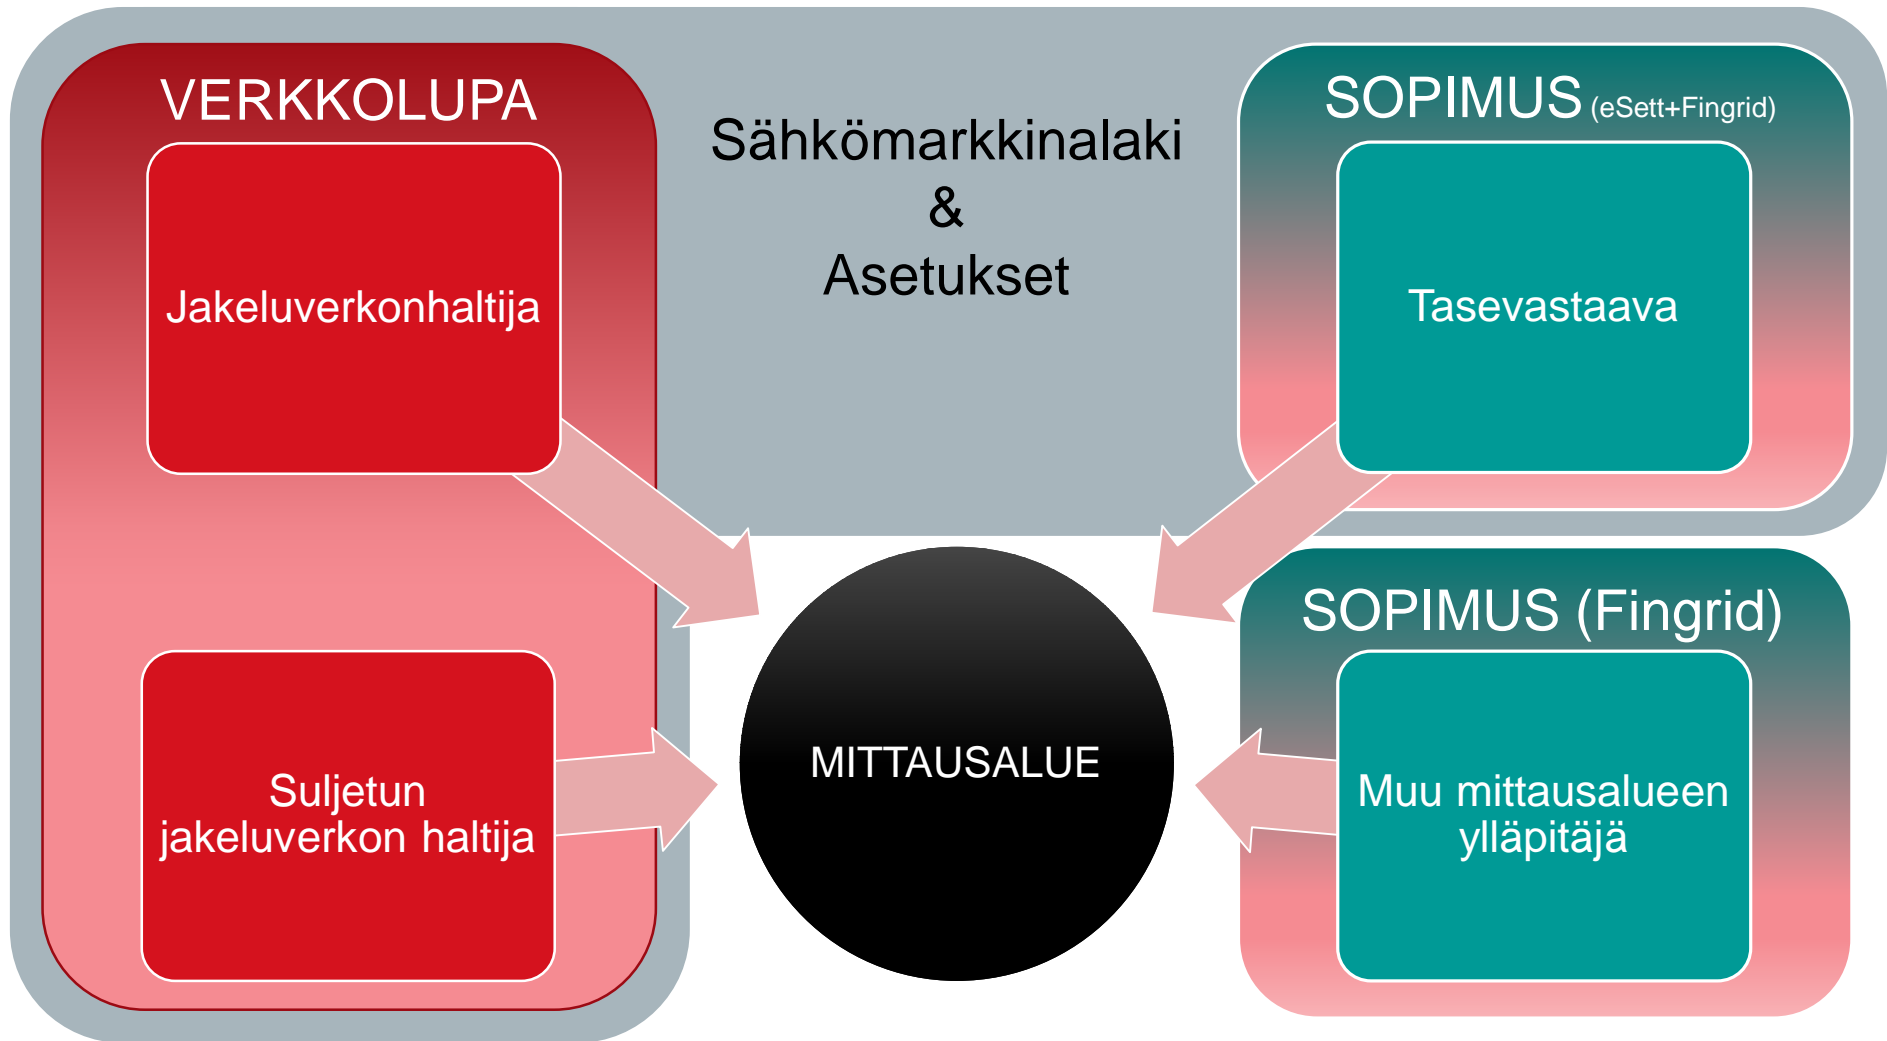 VERKKOLUPA
Jakeluverkonhaltija
Suljetun
jakeluverkon haltija
Sähkömarkkinalaki
&
Asetukset
MITTAUSALUE
SOPIMUS (eSett+Fingrid)
Tasevastaava
SOPIMUS (Fingrid)
Muu mittausalueen
ylläpitäjä